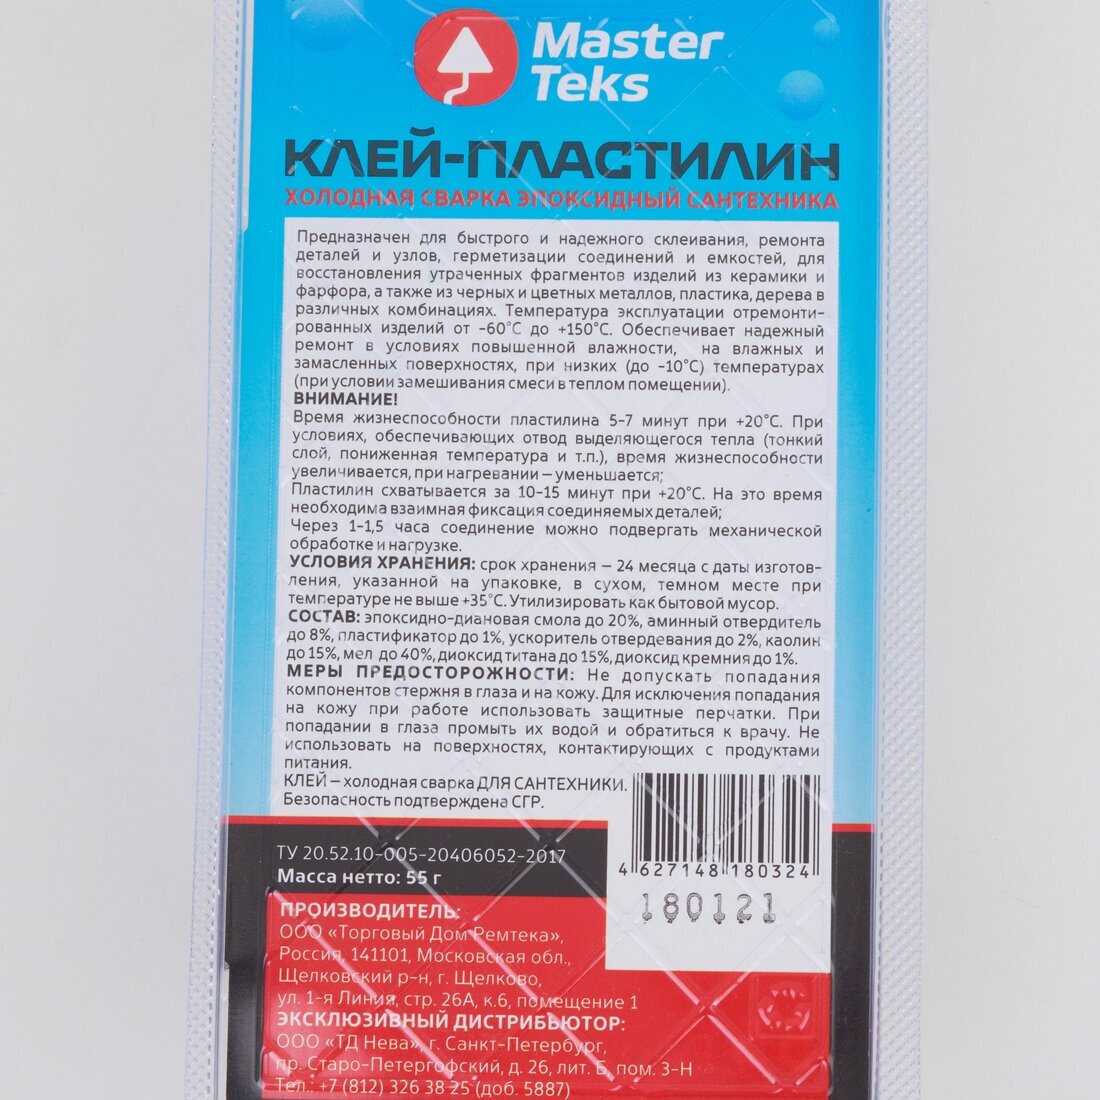 Master
Teks
КЛЕЙ-ПЛАСТИЛИН
ХОЛОДНАЯ СВАРКА ЭПОКСИДНЫЙ САНТЕХНИКА
Предназначен для быстрого и надежного склеивания, ремонта
деталей и узлов, герметизации соединений и емкостей, для
восстановления утраченных фрагментов изделий из керамики и
фарфора, а также из черных и цветных металлов, пластика, дерева в
различных комбинациях. Температура эксплуатации отремонти-
рованных изделий от -60°С до +150°С. Обеспечивает надежный
ремонт в условиях повышенной влажности, на влажных и
замасленных поверхностях, при низких (до -10°С) температурах
(при условии замешивания смеси в теплом помещении).
ВНИМАНИЕ!
Время жизнеспособности пластилина 5-7 минут при +20°С. При
условиях, обеспечивающих отвод выделяющегося тепла (тонкий
слой, пониженная температура и т.п.), время жизнеспособности
увеличивается, при нагревании – уменьшается;
Пластилин схватывается за 10-15 минут при +20°С. На это время
необходима взаимная фиксация соединяемых деталей;
Через 1-1,5 часа соединение можно подвергать механической
обработке и нагрузке.
УСЛОВИЯ ХРАНЕНИЯ: срок хранения – 24 месяца с даты изготов-
ления, указанной на упаковке, в сухом, темном месте при
температуре не выше +35°С. Утилизировать как бытовой мусор.
СОСТАВ: эпоксидно-диановая смола до 20%, аминный отвердитель
до 8%, пластификатор до 1%, ускоритель отвердевания до 2%, каолин
до 15%, мел до 40%, диоксид титана до 15%, диоксид кремния до 1%.
МЕРЫ ПРЕДОСТОРОЖНОСТИ: Не допускать попадания
компонентов стержня в глаза и на кожу. Для исключения попадания
на кожу при работе использовать защитные перчатки. При
попадании в глаза промыть их водой и обратиться к врачу. Не
использовать на поверхностях, контактирующих с продуктами
питания.
КЛЕЙ – холодная сварка ДЛЯ САНТЕХНИКИ.
Безопасность подтверждена СГР.
ТУ 20.52.10-005-20406052-2017
Масса нетто: 55 г
4 627148 180324
180121
ПРОИЗВОДИТЕЛЬ:
ООО «Торговый Дом Ремтека»,
Россия, 141101, Московская обл.,
Щелковский р-н, г. Щелково,
ул. 1-я Линия, стр. 26А, к.6, помещение 1
ЭКСКЛЮЗИВНЫЙ ДИСТРИБЬЮТОР:
ООО «ТД Нева», г. Санкт-Петербург,
пр. Старо-Петергофский, д. 26, лит. Б, пом. 3-Н
Тел.: +7 (812) 326 38 25 (доб. 5887)